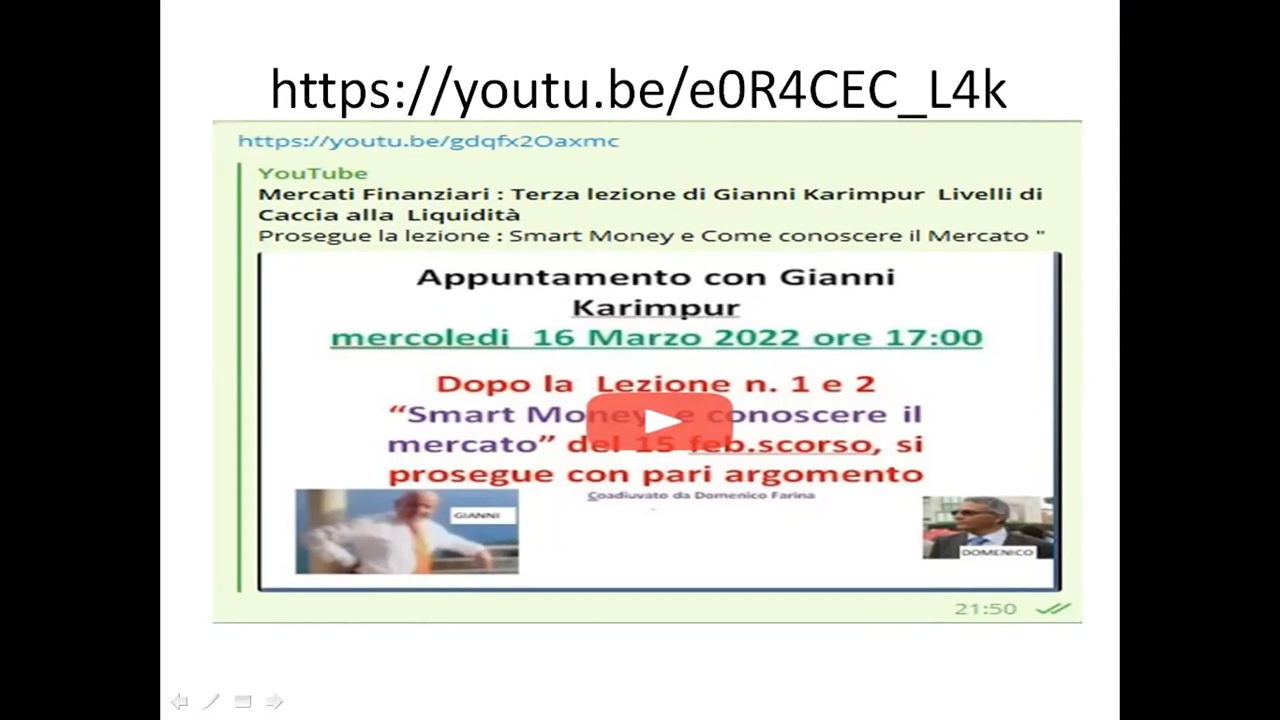 https://youtu.be/e0R4CEC_L4k
https://youtu.be/gdqfx2Oaxmc
YouTube
Mercati Finanziari : Terza lezione di Gianni Karimpur Livelli di
Caccia alla Liquidità
Prosegue la lezione : Smart Money e Come conoscere il Mercato "
Appuntamento con Gianni
Karimpur
mercoledi 16 Marzo 2022 ore 17:00
Dopo la Lezione n. 1 e 2
“Smart Money e conoscere il
mercato” del 15 feb.scorso, si
prosegue con pari argomento
Coadiuvato da Domenico Farina
GIANNI
DOMENICO
21:50